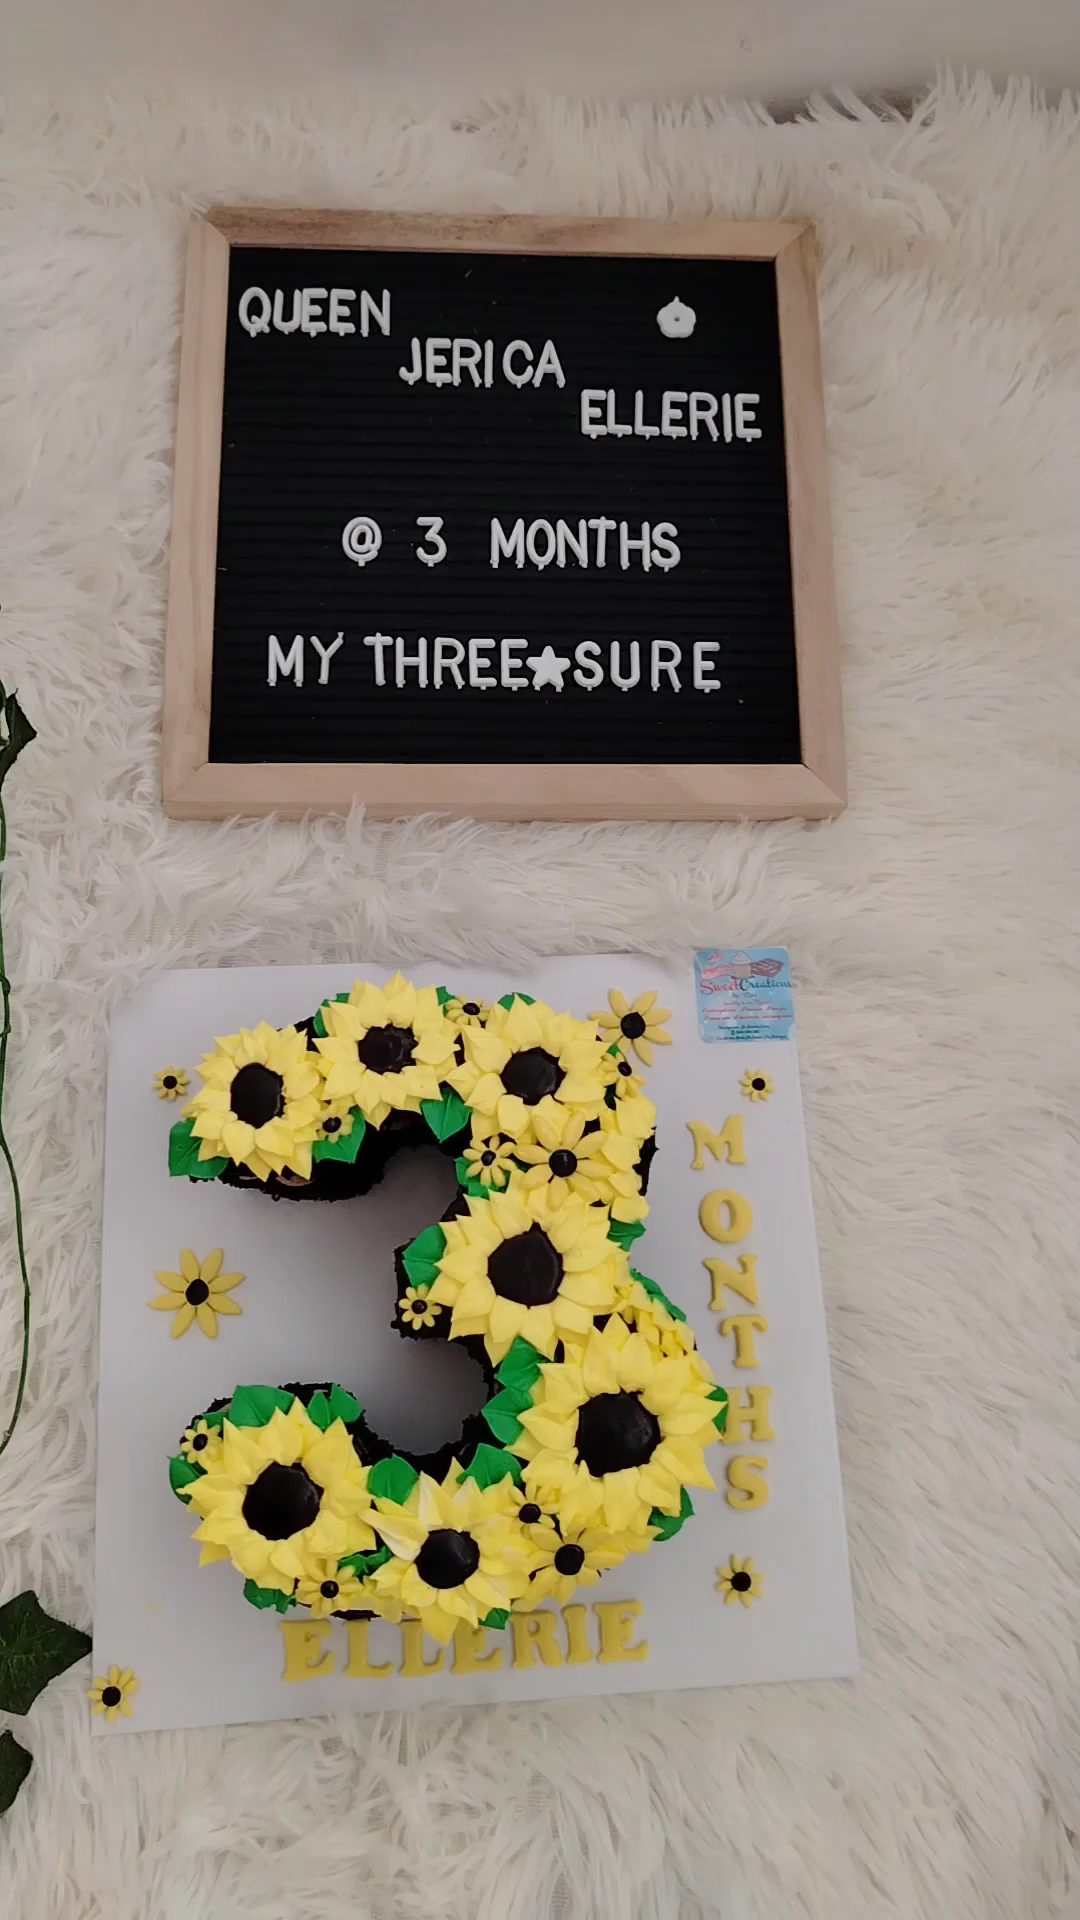 QUEEN
JERICA
ELLERIE
@ 3 MONTHS
MY THREE★SURE
Sweet Creations
MONTHS
ELLERIE